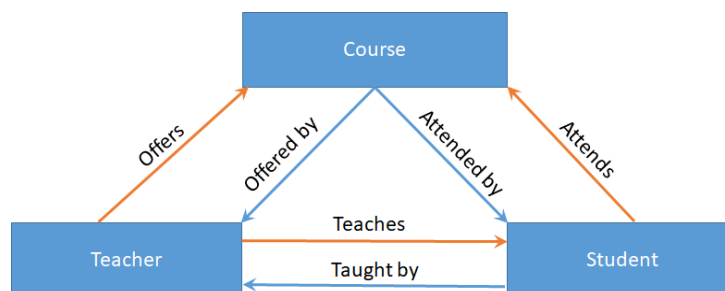 Course
Offers
Offered by
Attended by
Attends
Teaches
Teacher
Student
Taught by